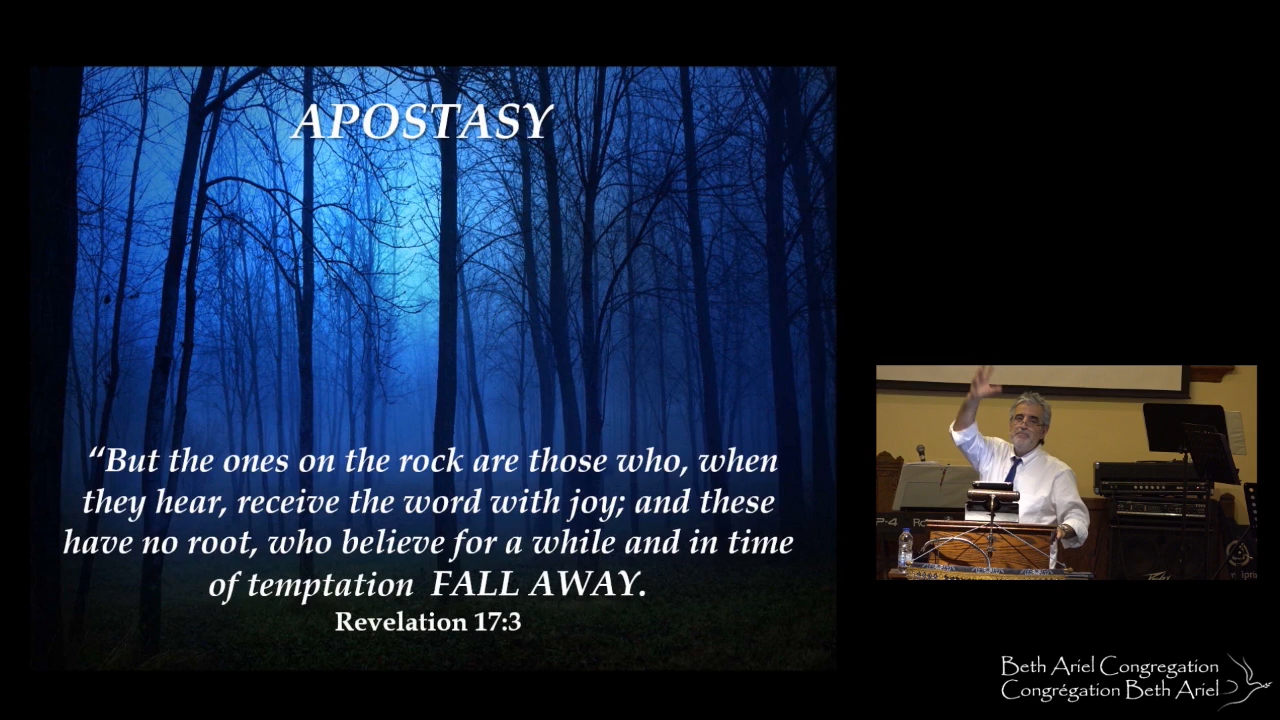 APOSTASY
“But the ones on the rock are those who, when
they hear, receive the word with joy; and these
have no root, who believe for a while and in time
of temptation FALL AWAY.
Revelation 17:3
Beth Ariel Congregation
Congrégation Beth Ariel